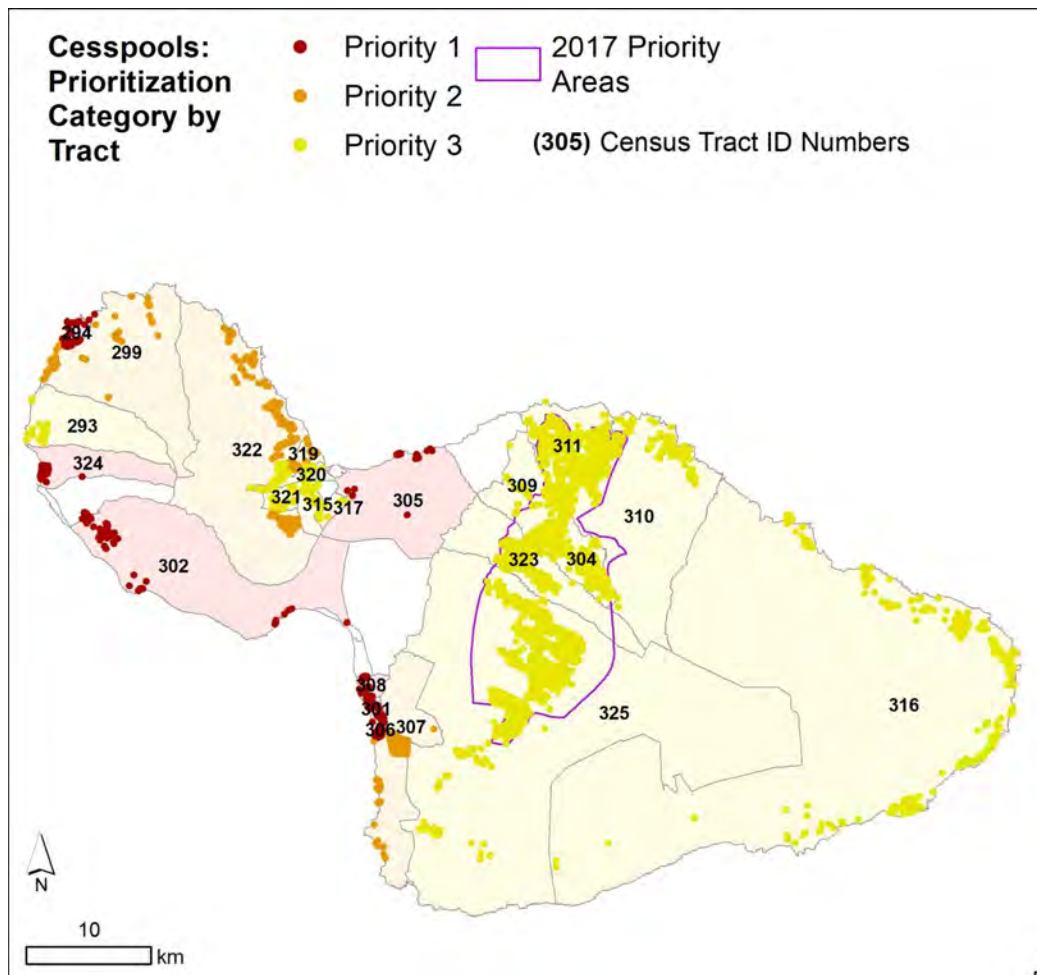 Cesspools:
Prioritization
Category by
Tract
Priority 1
Priority 2
Priority 3
2017 Priority
Areas
(305) Census Tract ID Numbers
294
299
293
324
322
319
320
321
315
317
305
302
311
309
310
323
304
308
301
306
307
325
316
N
10
km